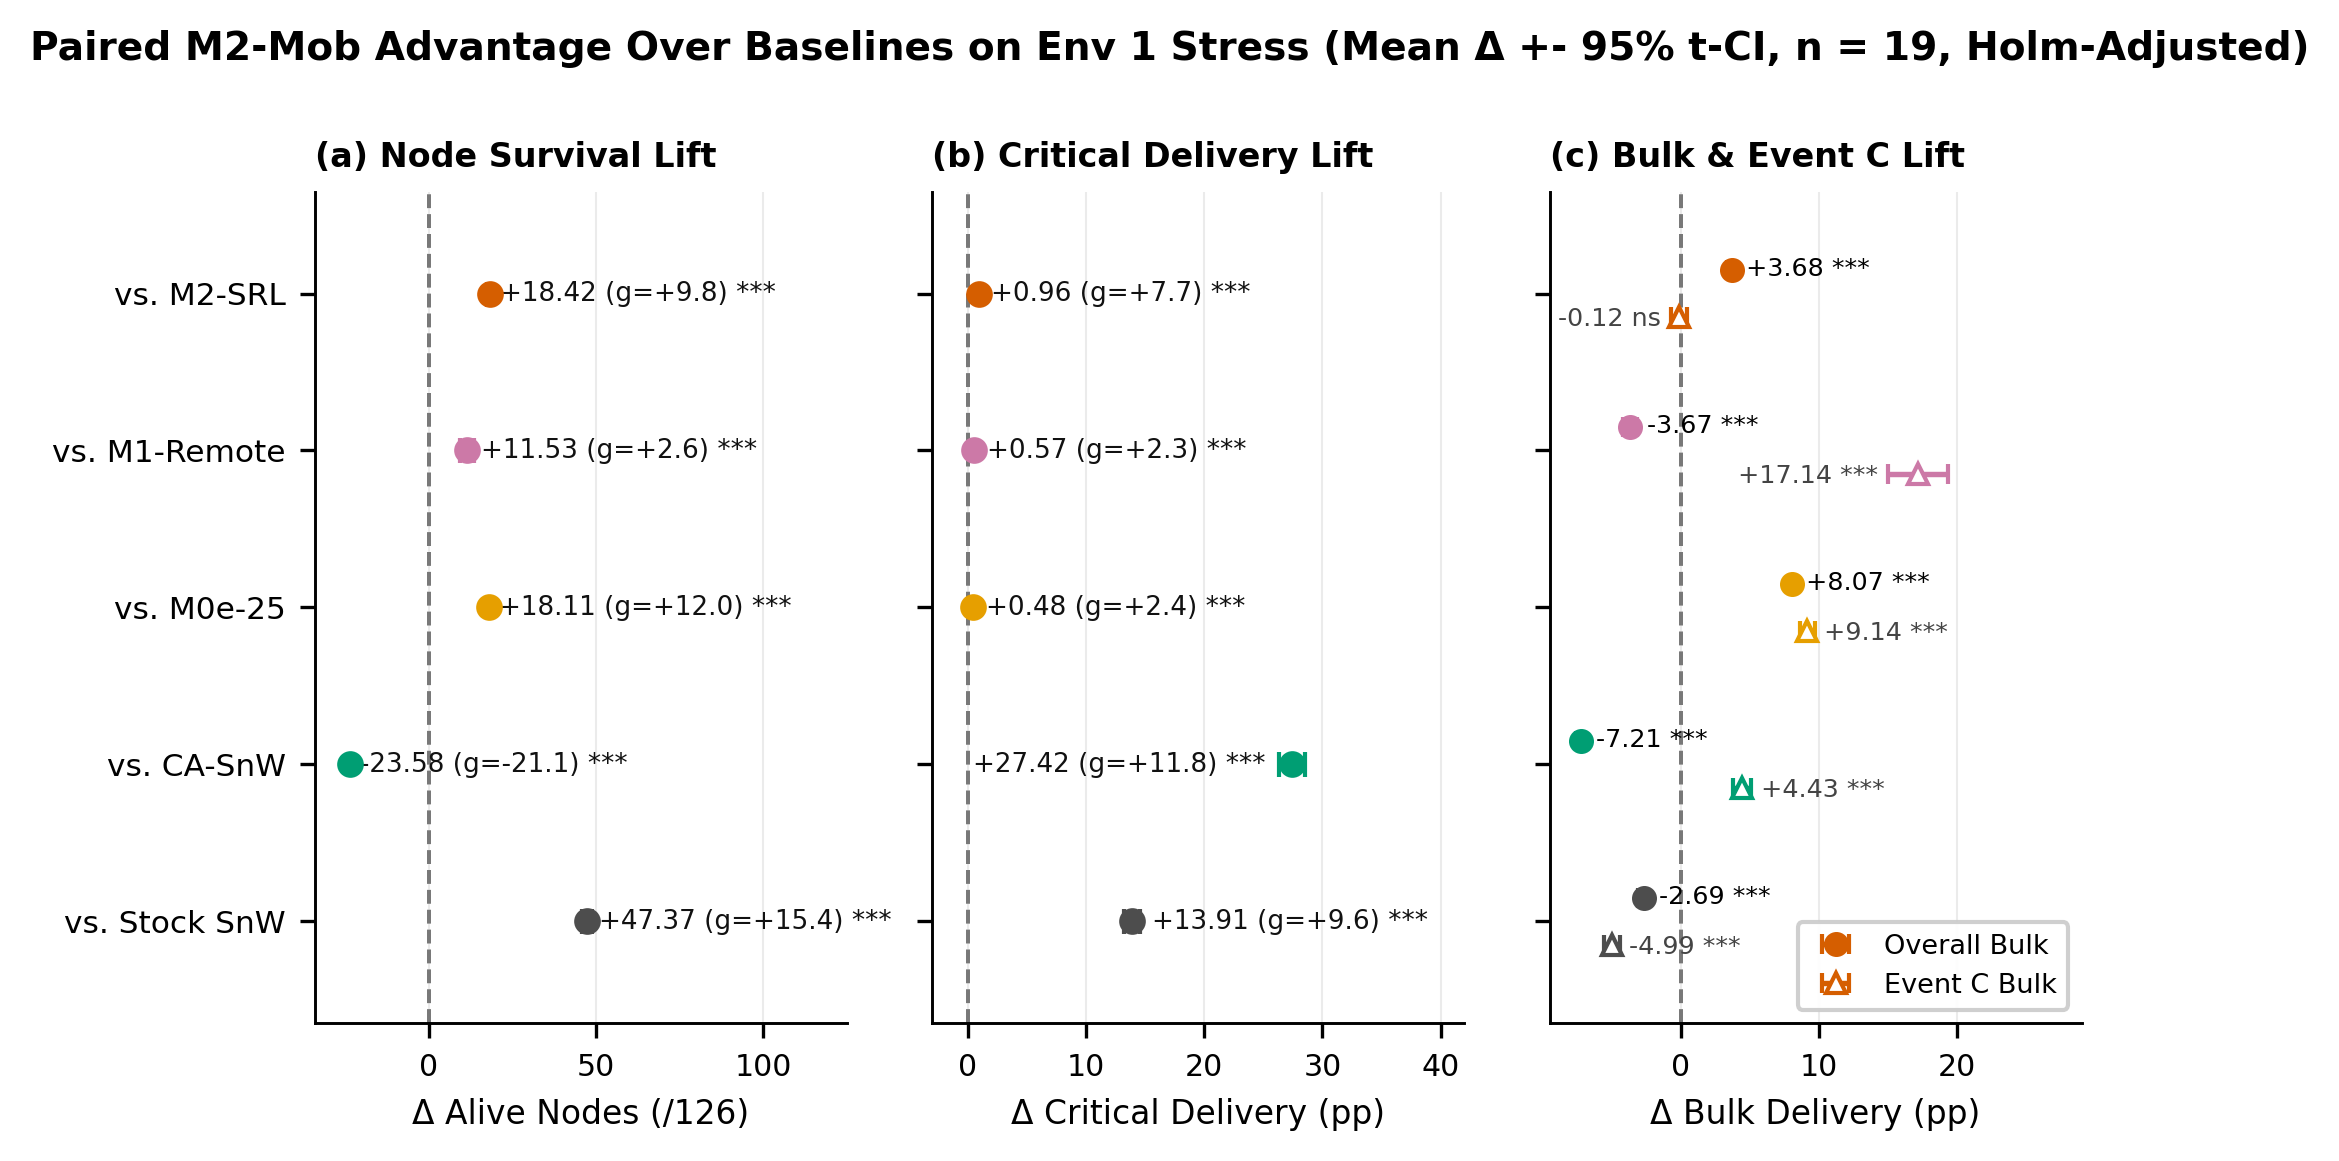 Paired M2-Mob Advantage Over Baselines on Env 1 Stress (Mean Δ +- 95% t-CI, n = 19, Holm-Adjusted)
(a) Node Survival Lift
vs. M2-SRL
+18.42 (g=+9.8) ***
vs. M1-Remote
+11.53 (g=+2.6) ***
vs. M0e-25
+18.11 (g=+12.0) ***
vs. CA-SnW
-23.58 (g=-21.1) ***
vs. Stock SnW
+47.37 (g=+15.4) ***
0 50 100
Δ Alive Nodes (/126)
(b) Critical Delivery Lift
+0.96 (g=+7.7) ***
+0.57 (g=+2.3) ***
+0.48 (g=+2.4) ***
+27.42 (g=+11.8) ***
+13.91 (g=+9.6) ***
0 10 20 30 40
Δ Critical Delivery (pp)
(c) Bulk & Event C Lift
+3.68 ***
-0.12 ns
-3.67 ***
+17.14 ***
+8.07 ***
+9.14 ***
-7.21 ***
+4.43 ***
-2.69 ***
-4.99 ***
Overall Bulk
Event C Bulk
0 10 20
Δ Bulk Delivery (pp)